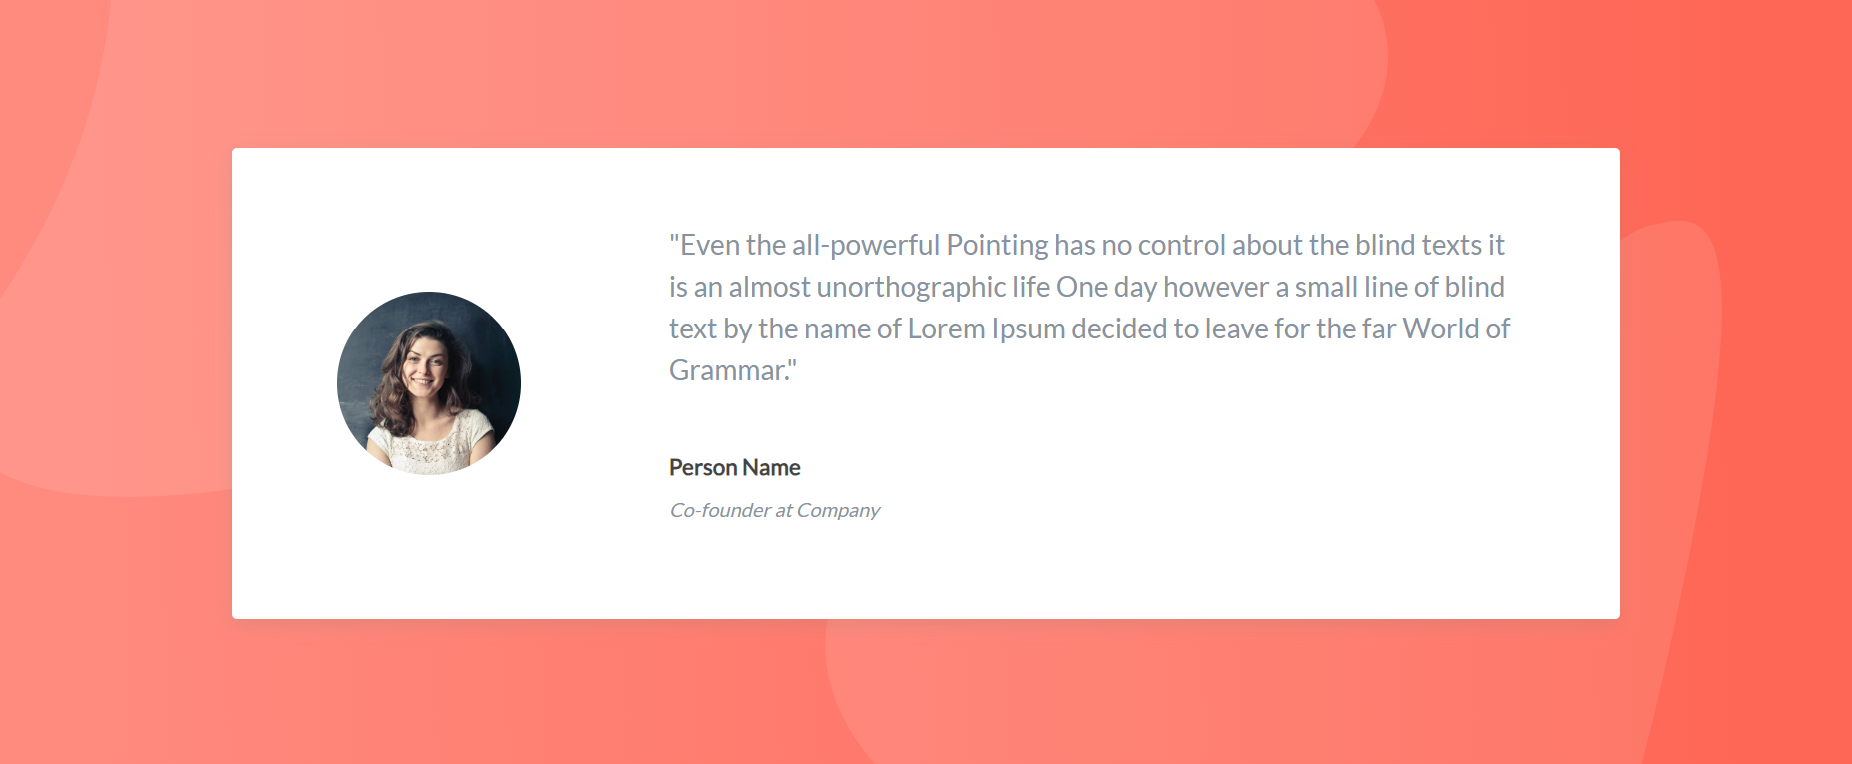 "Even the all-powerful Pointing has no control about the blind texts it
is an almost unorthographic life One day however a small line of blind
text by the name of Lorem Ipsum decided to leave for the far World of
Grammar."
Person Name
Co-founder at Company